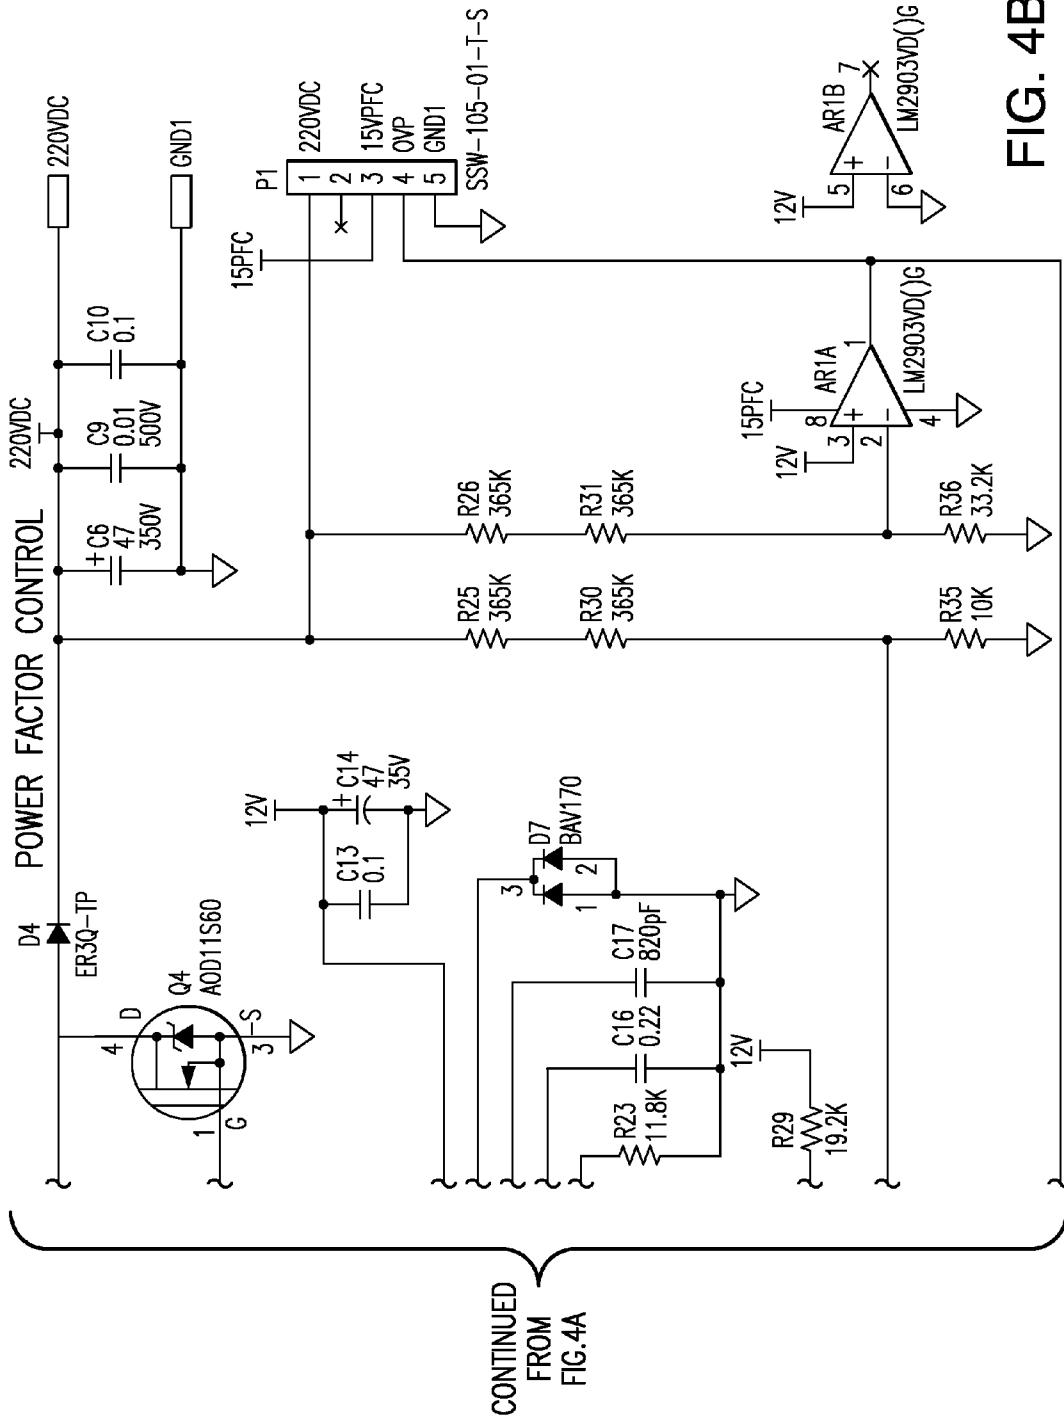 POWER FACTOR CONTROL
220VDC
220VDC
GND1
C6
+
47
350V
C9
0.01
500V
C10
0.1
D4
ER3Q-TP
Q4
AOD11S60
D
4
-S
3
1
G
12V
C13
0.1
+
C14
47
35V
D7
BAV170
3
1
2
C17
820pF
C16
0.22
R23
11.8K
12V
R29
19.2K
R25
365K
R30
365K
R35
10K
R26
365K
R31
365K
R36
33.2K
15PFC
P1
1
220VDC
2
3
15VPFC
4
OVP
5
GND1
SSW-105-01-T-S
15PFC
12V
AR1A
8
3
+
2
-
4
1
LM2903VD()G
12V
AR1B
5
+
6
-
7
LM2903VD()G
CONTINUED
FROM
FIG.4A
FIG. 4B